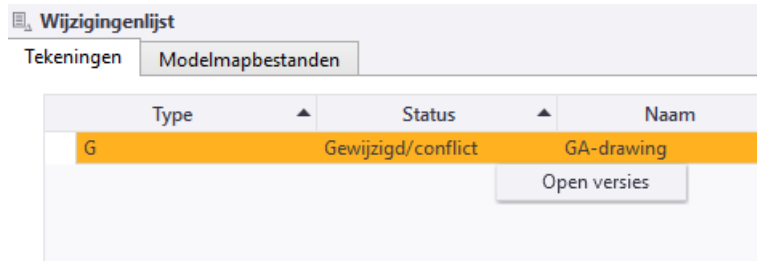 Wijzigingenlijst
Tekeningen Modelmapbestanden
Type Status Naam
G Gewijzigd/conflict GA-drawing
Open versies